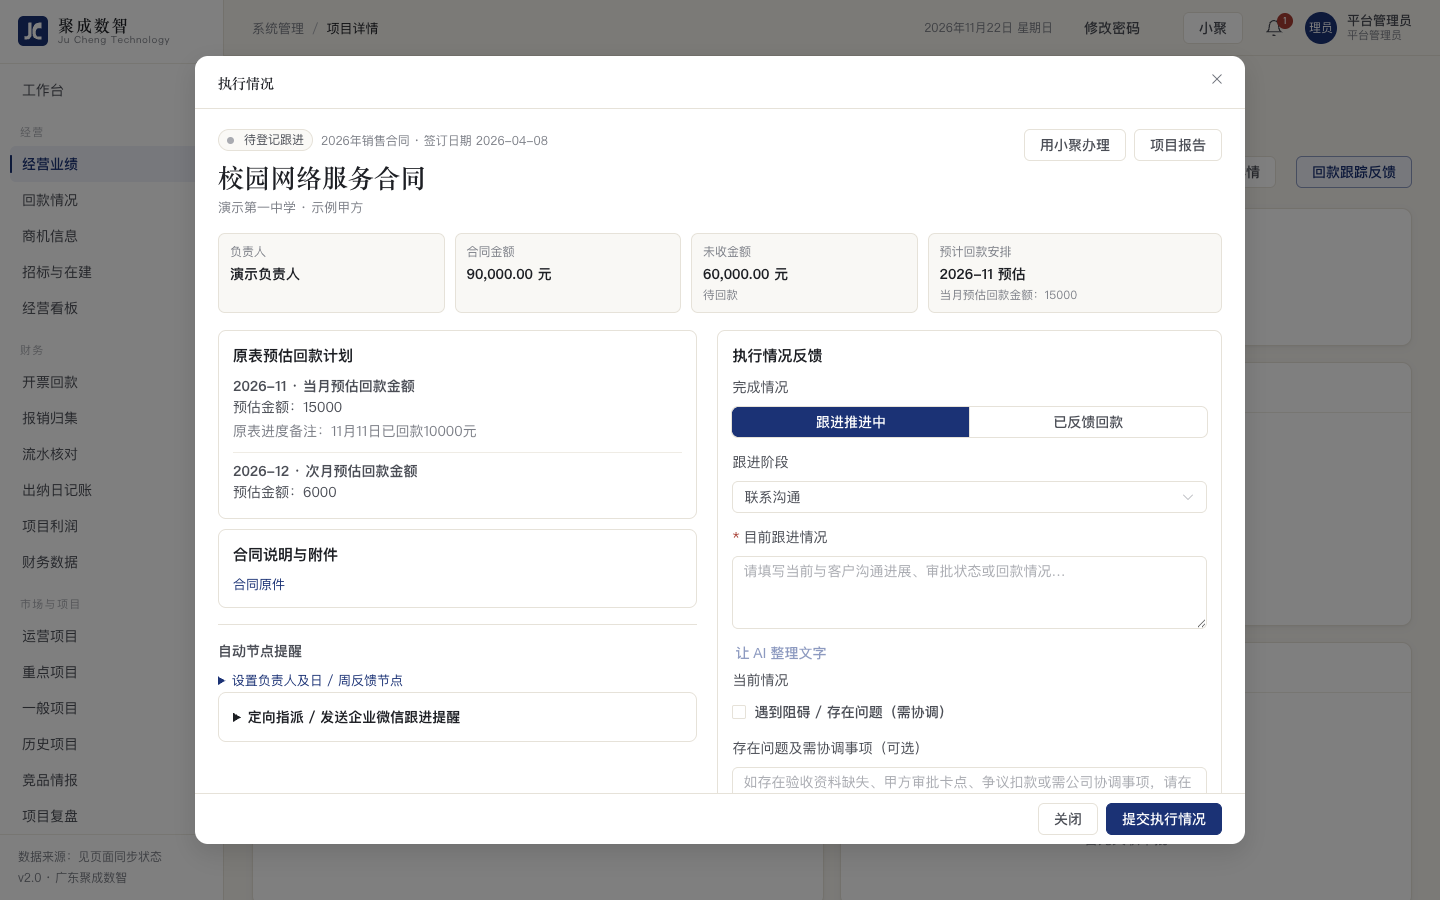 聚成数智
Ju Cheng Technology
系统管理 / 项目详情
2026年11月22日 星期日
修改密码
小聚
1
理员
平台管理员
平台管理员
工作台
经营
经营业绩
回款情况
商机信息
招标与在建
经营看板
财务
开票回款
报销归集
流水核对
出纳日记账
项目利润
财务数据
市场与项目
运营项目
重点项目
一般项目
历史项目
竞品情报
项目复盘
数据来源：见页面同步状态
v2.0 · 广东聚成数智
情
回款跟踪反馈
执行情况
待登记跟进
2026年销售合同 · 签订日期 2026-04-08
用小聚办理
项目报告
校园网络服务合同
演示第一中学 · 示例甲方
负责人
演示负责人
合同金额
90,000.00 元
未收金额
60,000.00 元
待回款
预计回款安排
2026-11 预估
当月预估回款金额：15000
原表预估回款计划
2026-11 · 当月预估回款金额
预估金额：15000
原表进度备注：11月11日已回款10000元
2026-12 · 次月预估回款金额
预估金额：6000
合同说明与附件
合同原件
自动节点提醒
设置负责人及日 / 周反馈节点
定向指派 / 发送企业微信跟进提醒
执行情况反馈
完成情况
跟进推进中
已反馈回款
跟进阶段
联系沟通
* 目前跟进情况
请填写当前与客户沟通进展、审批状态或回款情况...
让 AI 整理文字
当前情况
遇到阻碍 / 存在问题（需协调）
存在问题及需协调事项（可选）
如存在验收资料缺失、甲方审批卡点、争议扣款或需公司协调事项，请在
关闭
提交执行情况